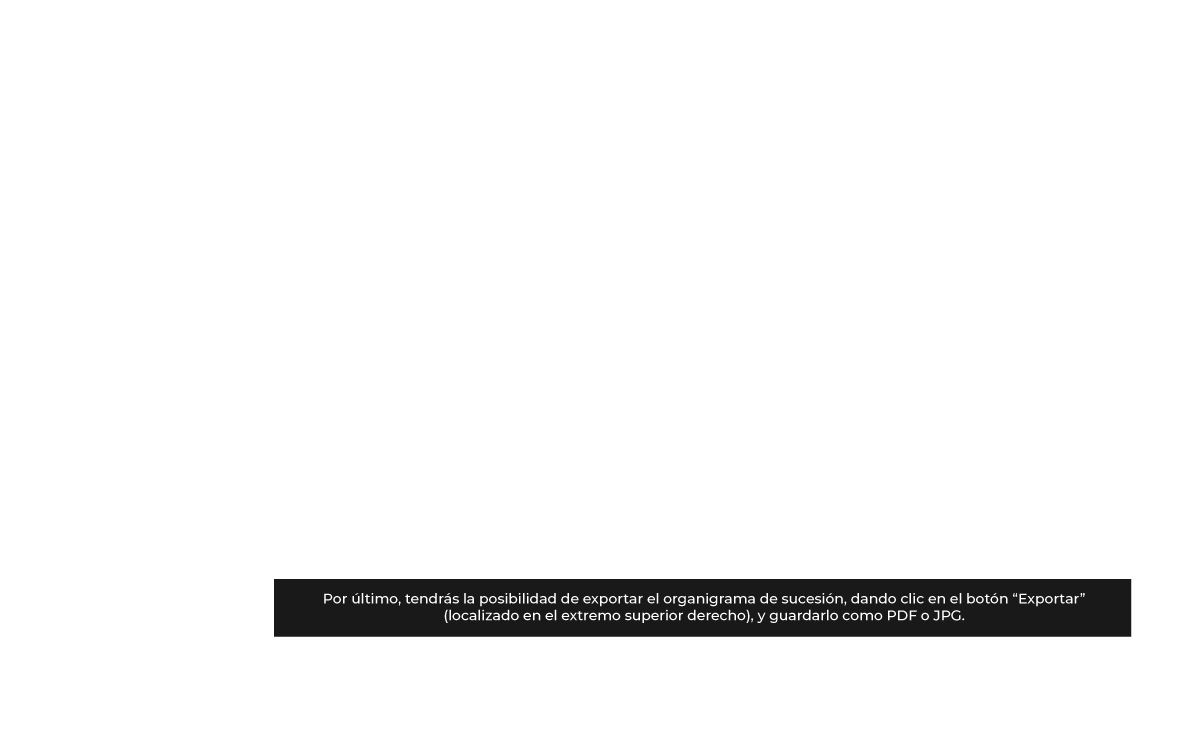 Por último, tendrás la posibilidad de exportar el organigrama de sucesión, dando clic en el botón “Exportar”
(localizado en el extremo superior derecho), y guardarlo como PDF o JPG.